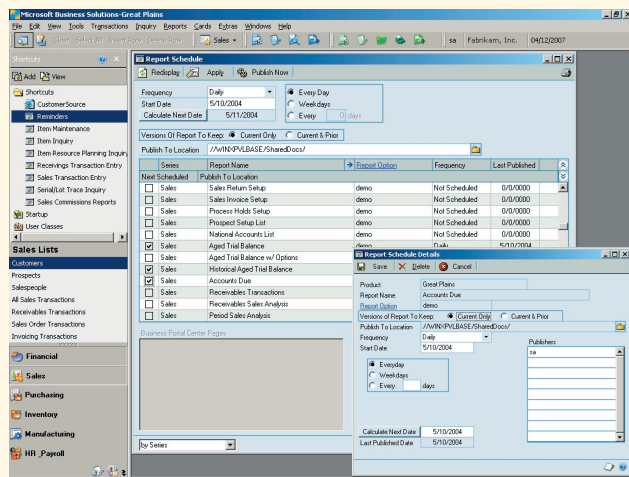 Microsoft Business Solutions-Great Plains
File Edit View Tools Transactions Inquiry Reports Cards Extras Windows Help
Clear Select All Insert Row Delete Row Sales sa Fabrikam, Inc. 04/12/2007
Shortcuts
Add View
Shortcuts
CustomerSource
Reminders
Item Maintenance
Item Inquiry
Item Resource Planning Inquiry
Receivings Transaction Entry
Sales Transaction Entry
Serial/Lot Trace Inquiry
Sales Commissions Reports
Startup
User Classes
Sales Lists
Customers
Prospects
Salespeople
All Sales Transactions
Receivables Transactions
Sales Order Transactions
Invoicing Transactions
Financial
Sales
Purchasing
Inventory
Manufacturing
HR_Payroll
Report Schedule
Redisplay Apply Publish Now
Frequency Daily Every Day
Start Date 5/10/2004 Weekdays
Calculate Next Date 5/11/2004 Every 0 days
Versions Of Report To Keep: Current Only Current & Prior
Publish To Location //WINXPVLBASE/SharedDocs/
Series Report Name Report Option Frequency Last Published
Next Scheduled Publish To Location
Sales Sales Return Setup demo Not Scheduled 0/0/0000
Sales Sales Invoice Setup demo Not Scheduled 0/0/0000
Sales Process Holds Setup demo Not Scheduled 0/0/0000
Sales Prospect Setup List demo Not Scheduled 0/0/0000
Sales National Accounts List demo Not Scheduled 0/0/0000
Sales Aged Trial Balance demo Daily 5/10/2004
Sales Aged Trial Balance w/ Options
Sales Historical Aged Trial Balance demo
Sales Accounts Due demo
Sales Receivables Transactions demo
Sales Receivables Sales Analysis demo
Sales Period Sales Analysis demo
Business Portal Center Pages
by Series
Report Schedule Details
Save Delete Cancel
Product Great Plains
Report Name Accounts Due
Report Option demo
Versions of Report To Keep: Current Only Current & Prior
Publish To Location //WINXPVLBASE/SharedDocs/
Frequency Daily Publishers
Start Date 5/10/2004 sa
Everyday
Weekdays
Every days
Calculate Next Date 5/10/2004
Last Published Date 5/10/2004